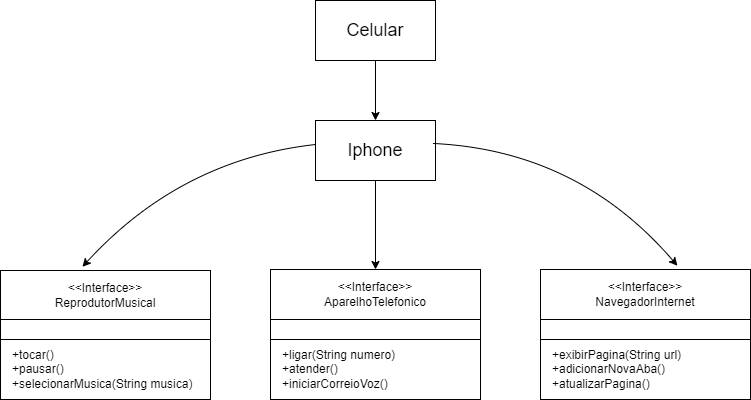 Celular
Iphone
<<Interface>>
ReprodutorMusical
+tocar()
+pausar()
+selecionarMusica(String musica)
<<Interface>>
AparelhoTelefonico
+ligar(String numero)
+atender()
+iniciarCorreioVoz()
<<Interface>>
NavegadorInternet
+exibirPagina(String url)
+adicionarNovaAba()
+atualizarPagina()